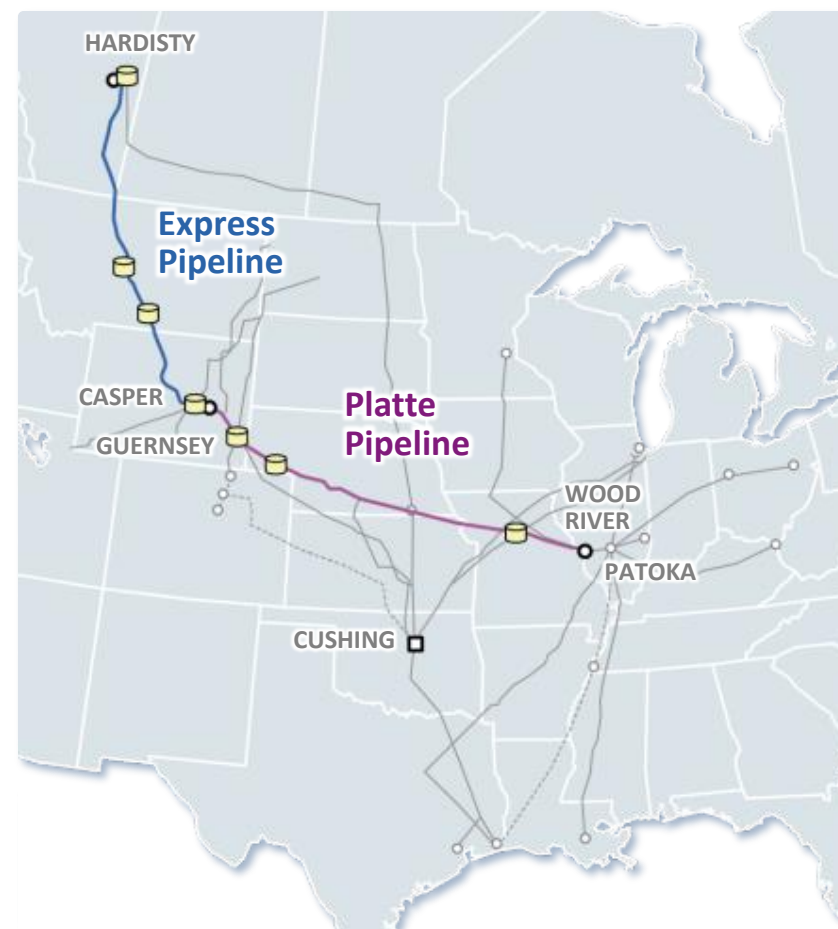 HARDISTY
Express
Pipeline
CASPER
GUERNSEY
Platte
Pipeline
WOOD
RIVER
PATOKA
CUSHING